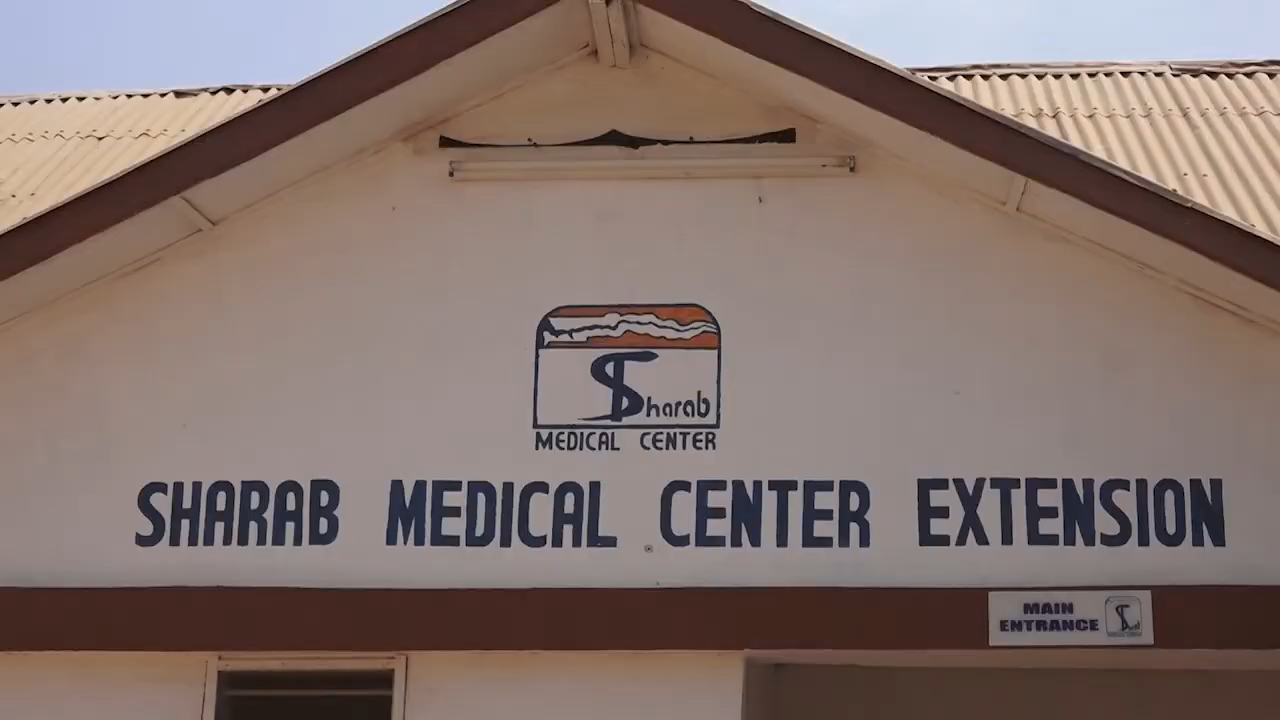 Sharab
MEDICAL CENTER
SHARAB MEDICAL CENTER EXTENSION
MAIN
ENTRANCE